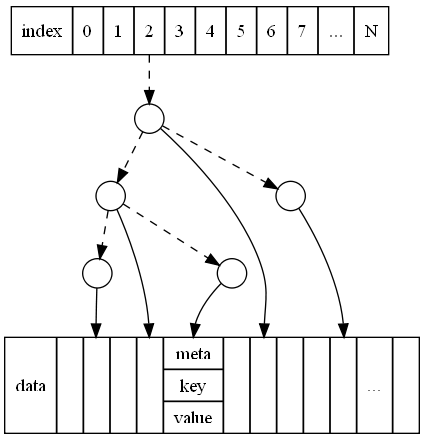 index 0 1 2 3 4 5 6 7 ... N
meta
data key ...
value